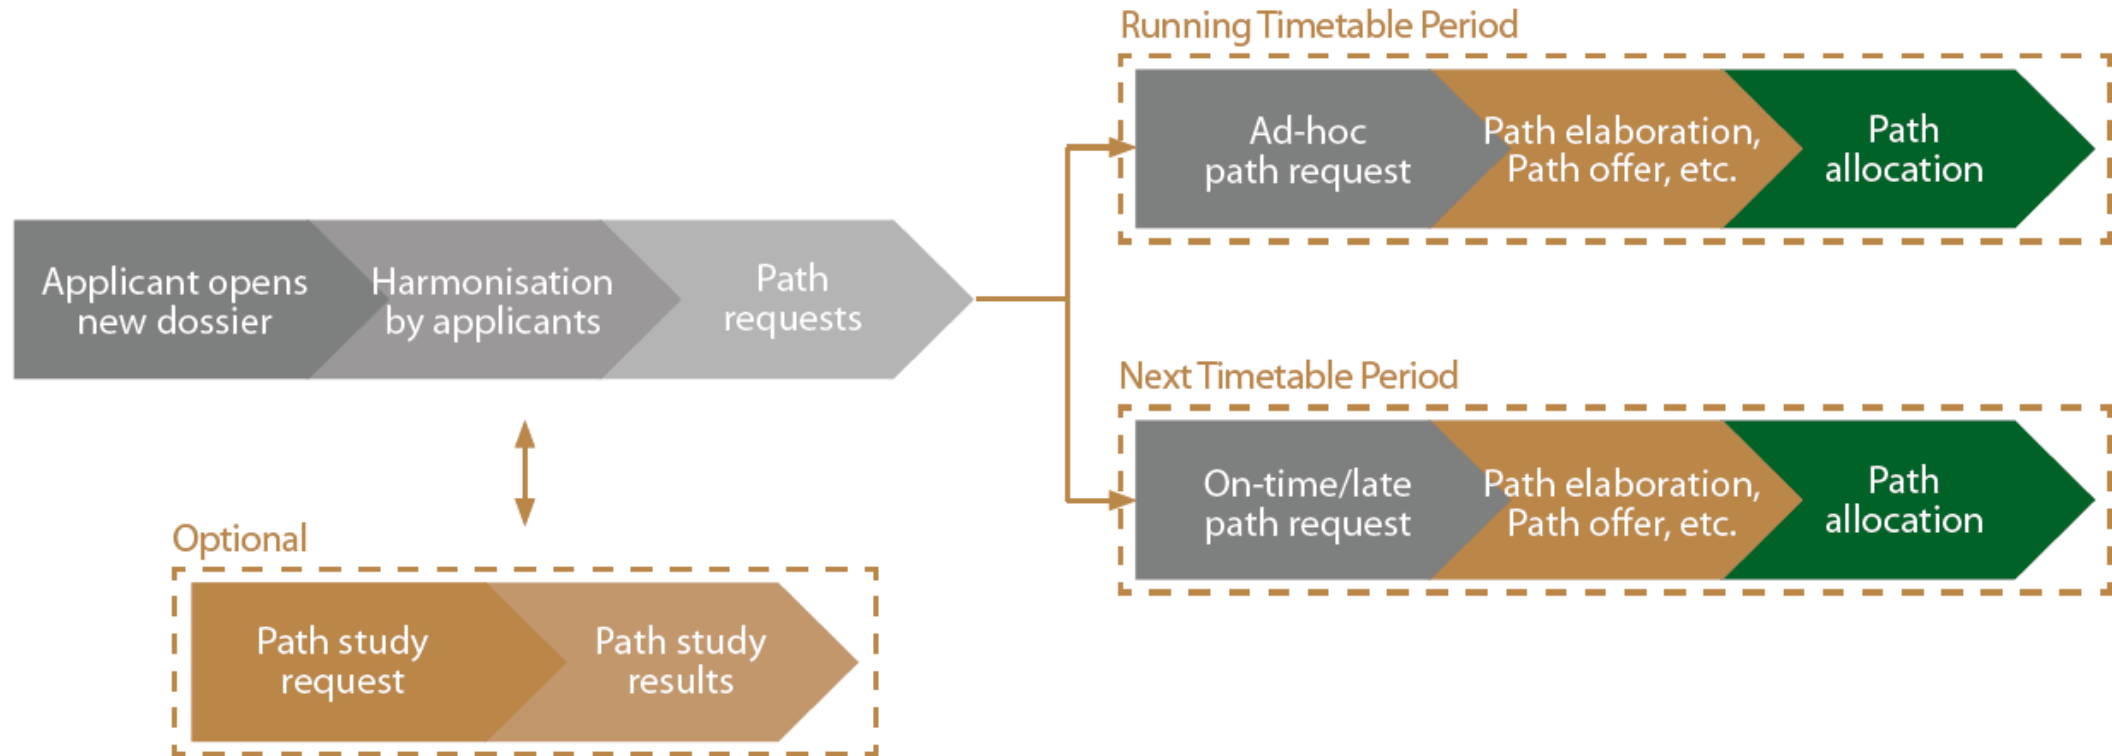 Running Timetable Period
Ad-hoc
path request
Path elaboration,
Path offer, etc.
Path
allocation
Applicant opens
new dossier
Harmonisation
by applicants
Path
requests
Next Timetable Period
On-time/late
path request
Path elaboration,
Path offer, etc.
Path
allocation
Optional
Path study
request
Path study
results